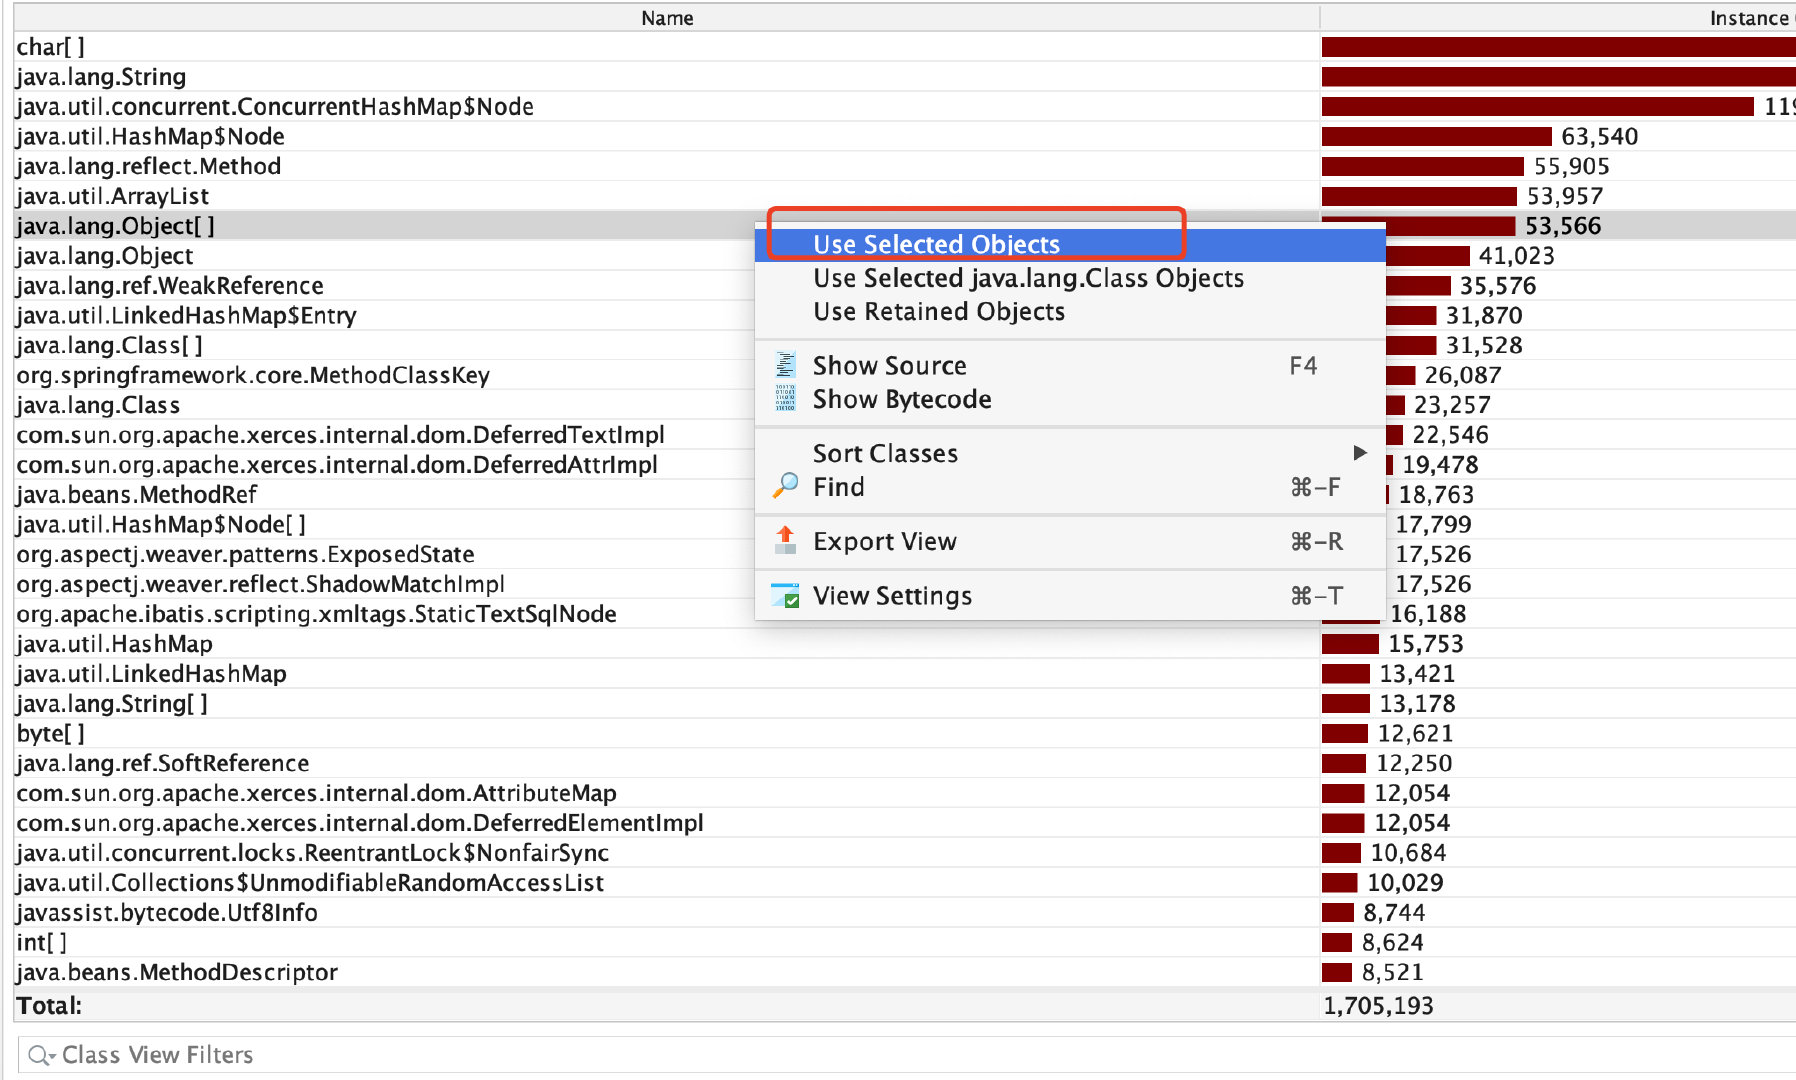 Name Instance
char[ ]
java.lang.String
java.util.concurrent.ConcurrentHashMap$Node 119
java.util.HashMap$Node 63,540
java.lang.reflect.Method 55,905
java.util.ArrayList 53,957
java.lang.Object[ ] 53,566
java.lang.Object 41,023
java.lang.ref.WeakReference 35,576
java.util.LinkedHashMap$Entry 31,870
java.lang.Class[ ] 31,528
org.springframework.core.MethodClassKey 26,087
java.lang.Class 23,257
com.sun.org.apache.xerces.internal.dom.DeferredTextImpl 22,546
com.sun.org.apache.xerces.internal.dom.DeferredAttrImpl 19,478
java.beans.MethodRef 18,763
java.util.HashMap$Node[ ] 17,799
org.aspectj.weaver.patterns.ExposedState 17,526
org.aspectj.weaver.reflect.ShadowMatchImpl 17,526
org.apache.ibatis.scripting.xmltags.StaticTextSqlNode 16,188
java.util.HashMap 15,753
java.util.LinkedHashMap 13,421
java.lang.String[ ] 13,178
byte[ ] 12,621
java.lang.ref.SoftReference 12,250
com.sun.org.apache.xerces.internal.dom.AttributeMap 12,054
com.sun.org.apache.xerces.internal.dom.DeferredElementImpl 12,054
java.util.concurrent.locks.ReentrantLock$NonfairSync 10,684
java.util.Collections$UnmodifiableRandomAccessList 10,029
javassist.bytecode.Utf8Info 8,744
int[ ] 8,624
java.beans.MethodDescriptor 8,521
Total: 1,705,193
Class View Filters
Use Selected Objects
Use Selected java.lang.Class Objects
Use Retained Objects
Show Source F4
Show Bytecode
Sort Classes
Find ⌘-F
Export View ⌘-R
View Settings ⌘-T